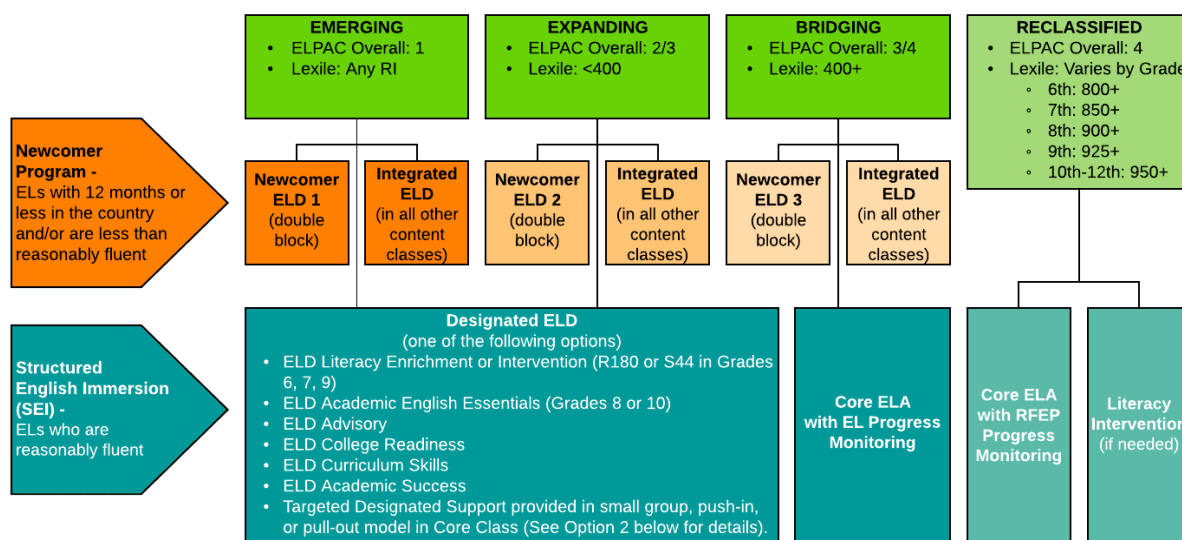 EMERGING
• ELPAC Overall: 1
• Lexile: Any RI
EXPANDING
• ELPAC Overall: 2/3
• Lexile: <400
BRIDGING
• ELPAC Overall: 3/4
• Lexile: 400+
RECLASSIFIED
• ELPAC Overall: 4
• Lexile: Varies by Grade
◦ 6th: 800+
◦ 7th: 850+
◦ 8th: 900+
◦ 9th: 925+
◦ 10th-12th: 950+
Newcomer
Program -
ELs with 12 months or
less in the country
and/or are less than
reasonably fluent
Newcomer
ELD 1
(double
block)
Integrated
ELD
(in all other
content
classes)
Newcomer
ELD 2
(double
block)
Integrated
ELD
(in all other
content
classes)
Newcomer
ELD 3
(double
block)
Integrated
ELD
(in all other
content
classes)
Structured
English Immersion
(SEI) -
ELs who are
reasonably fluent
Designated ELD
(one of the following options)
• ELD Literacy Enrichment or Intervention (R180 or S44 in Grades
6, 7, 9)
• ELD Academic English Essentials (Grades 8 or 10)
• ELD Advisory
• ELD College Readiness
• ELD Curriculum Skills
• ELD Academic Success
• Targeted Designated Support provided in small group, push-in,
or pull-out model in Core Class (See Option 2 below for details).
Core ELA
with EL Progress
Monitoring
Core ELA
with RFEP
Progress
Monitoring
Literacy
Intervention
(if needed)